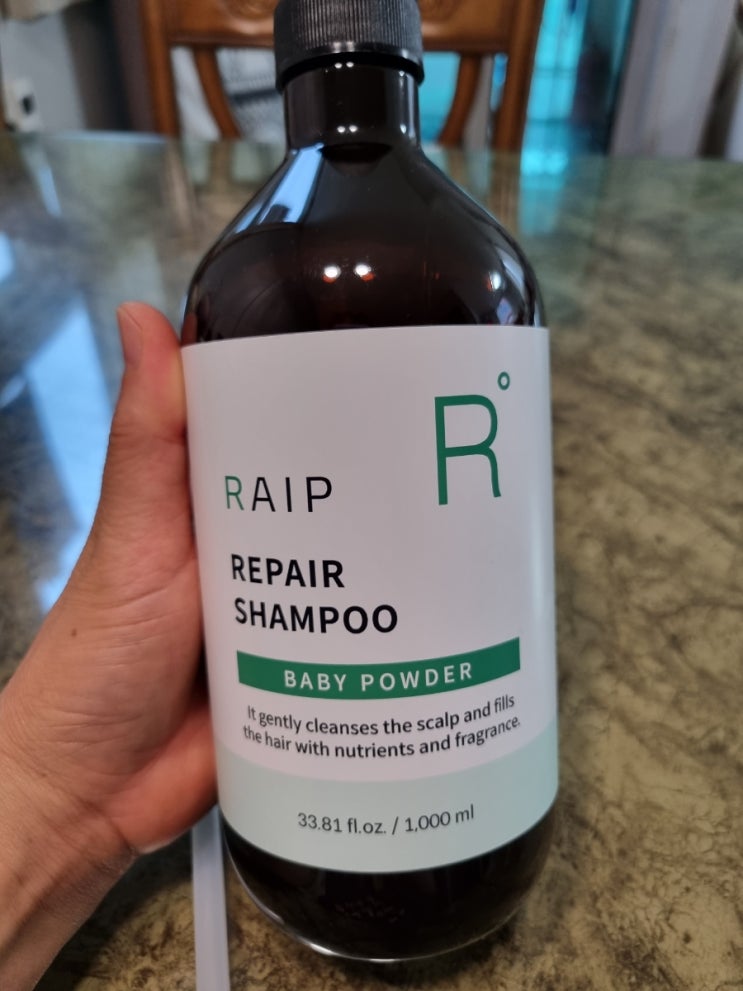 R°
RAIP
REPAIR
SHAMPOO
BABY POWDER
It gently cleanses the scalp and fills
the hair with nutrients and fragrance.
33.81 fl.oz. / 1,000 ml